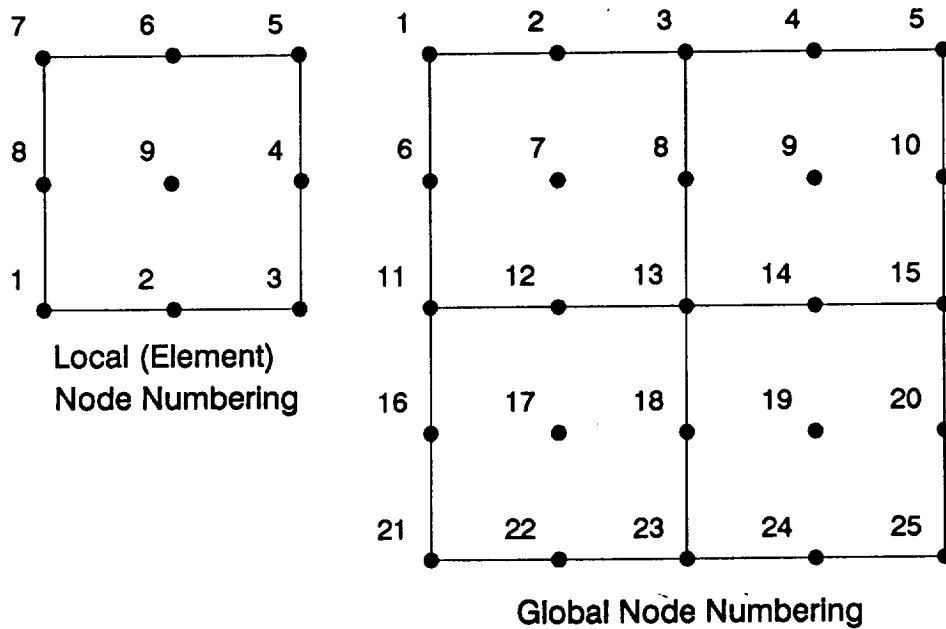 7 6 5
8 9 4
1 2 3
Local (Element)
Node Numbering
1 2 3 4 5
6 7 8 9 10
11 12 13 14 15
16 17 18 19 20
21 22 23 24 25
Global Node Numbering